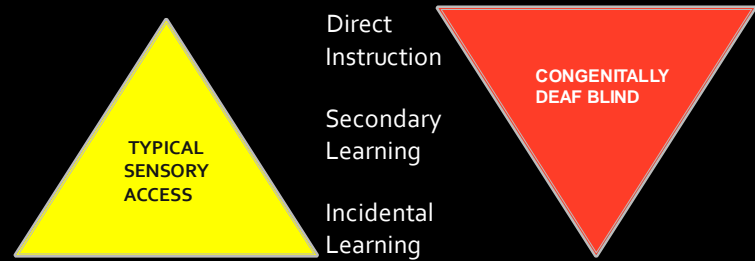 TYPICAL
SENSORY
ACCESS
Direct
Instruction
Secondary
Learning
Incidental
Learning
CONGENITALLY
DEAF BLIND